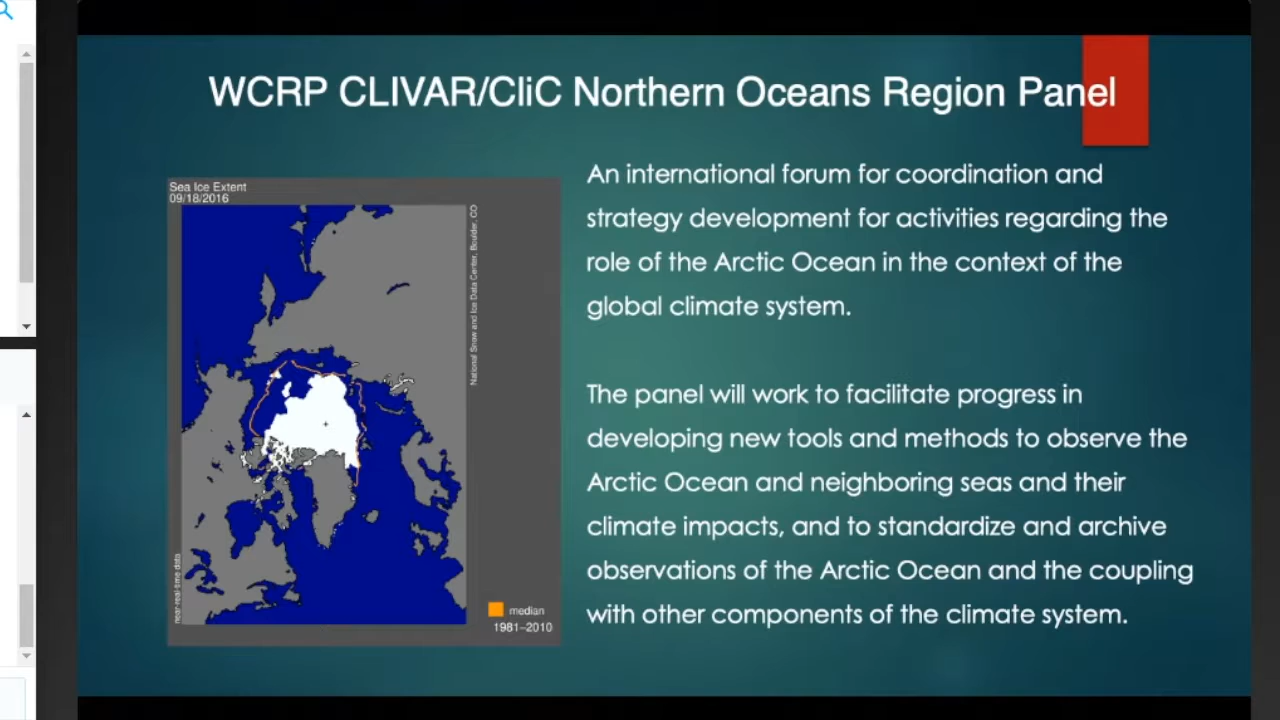 WCRP CLIVAR/CliC Northern Oceans Region Panel
Sea Ice Extent
09/18/2016
National Snow and Ice Data Center, Boulder, CO
near-real-time data
median
1981–2010
An international forum for coordination and
strategy development for activities regarding the
role of the Arctic Ocean in the context of the
global climate system.
The panel will work to facilitate progress in
developing new tools and methods to observe the
Arctic Ocean and neighboring seas and their
climate impacts, and to standardize and archive
observations of the Arctic Ocean and the coupling
with other components of the climate system.